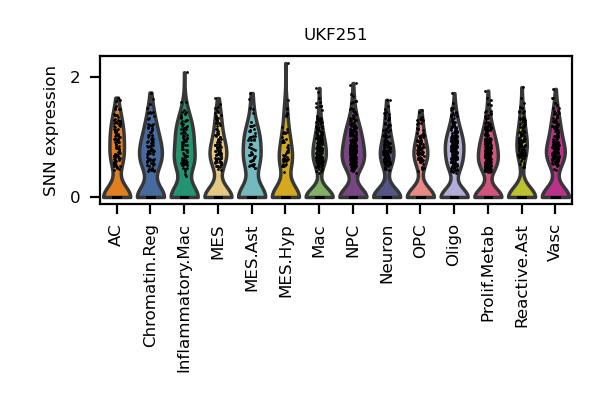 UKF251
SNN expression
2
0
AC
Chromatin.Reg
Inflammatory.Mac
MES
MES.Ast
MES.Hyp
Mac
NPC
Neuron
OPC
Oligo
Prolif.Metab
Reactive.Ast
Vasc